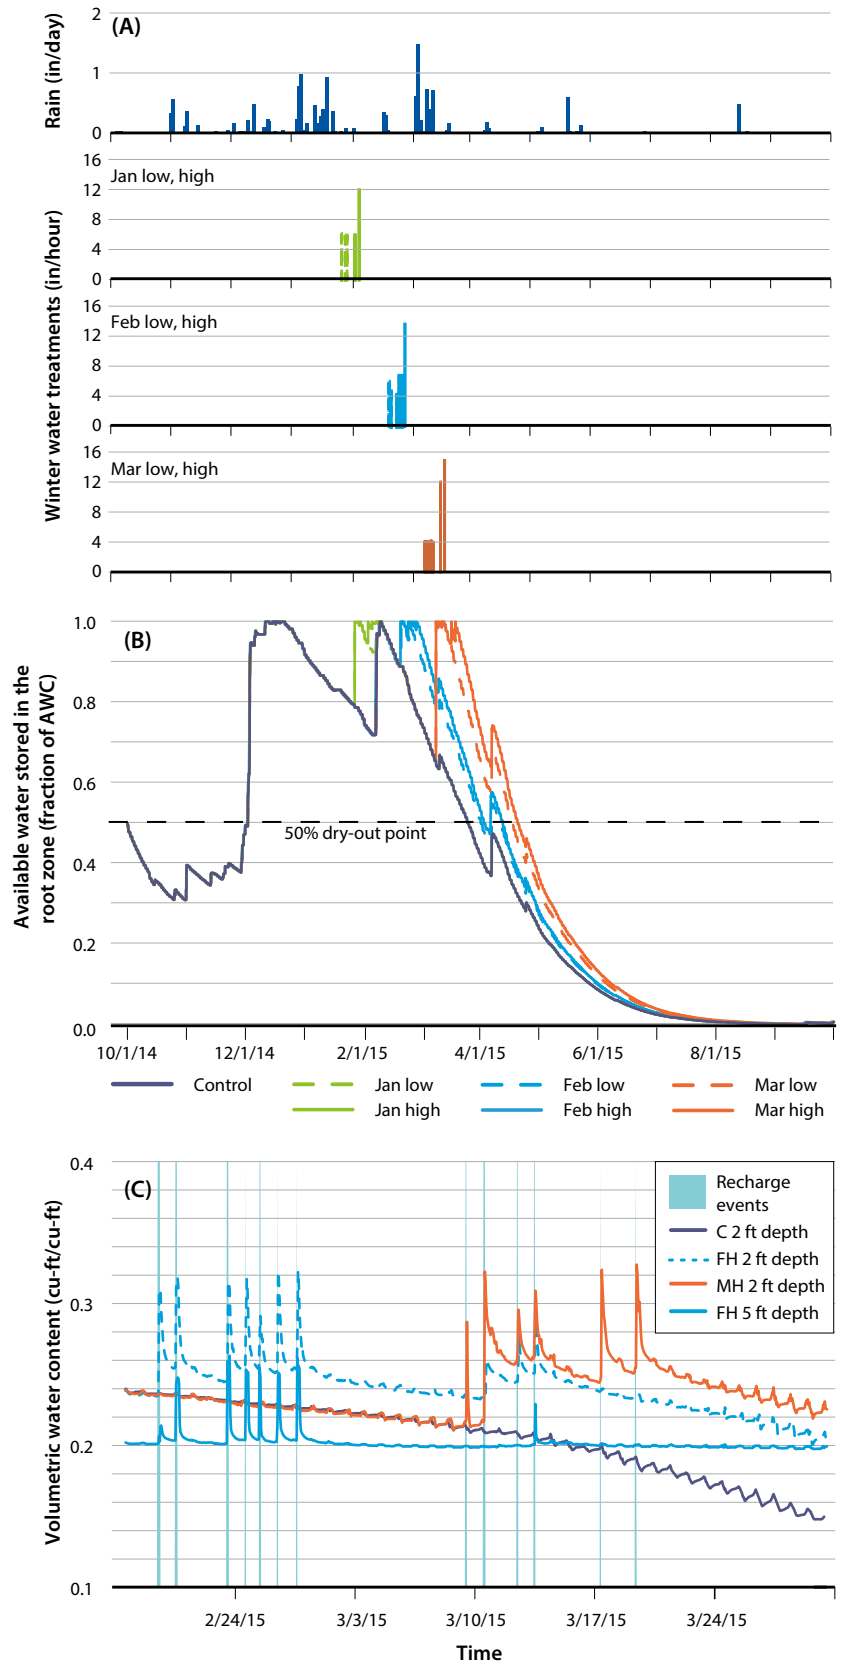 (A)
Rain (in/day)
2
1
0
Winter water treatments (in/hour)
16
Jan low, high
12
8
4
0
16
Feb low, high
12
8
4
0
16
Mar low, high
12
8
4
0
(B)
Available water stored in the
root zone (fraction of AWC)
1.0
0.8
0.6
50% dry-out point
0.4
0.2
0.0
10/1/14 12/1/14 2/1/15 4/1/15 6/1/15 8/1/15
Control Jan low Feb low Mar low
Jan high Feb high Mar high
(C)
Volumetric water content (cu-ft/cu-ft)
0.4
0.3
0.2
0.1
Recharge
events
C 2 ft depth
FH 2 ft depth
MH 2 ft depth
FH 5 ft depth
2/24/15 3/3/15 3/10/15 3/17/15 3/24/15
Time